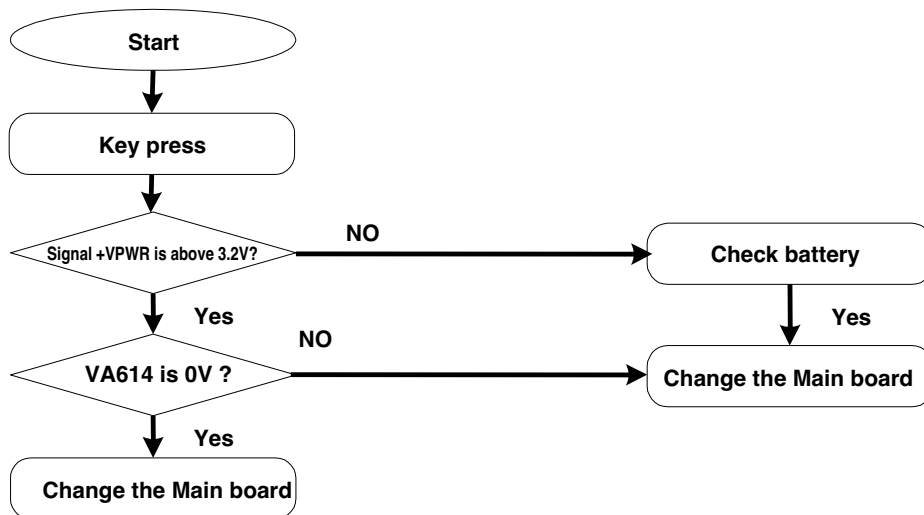 Start
Key press
Signal +VPWR is above 3.2V?
NO
Check battery
Yes
Yes
NO
VA614 is 0V ?
Change the Main board
Yes
Change the Main board